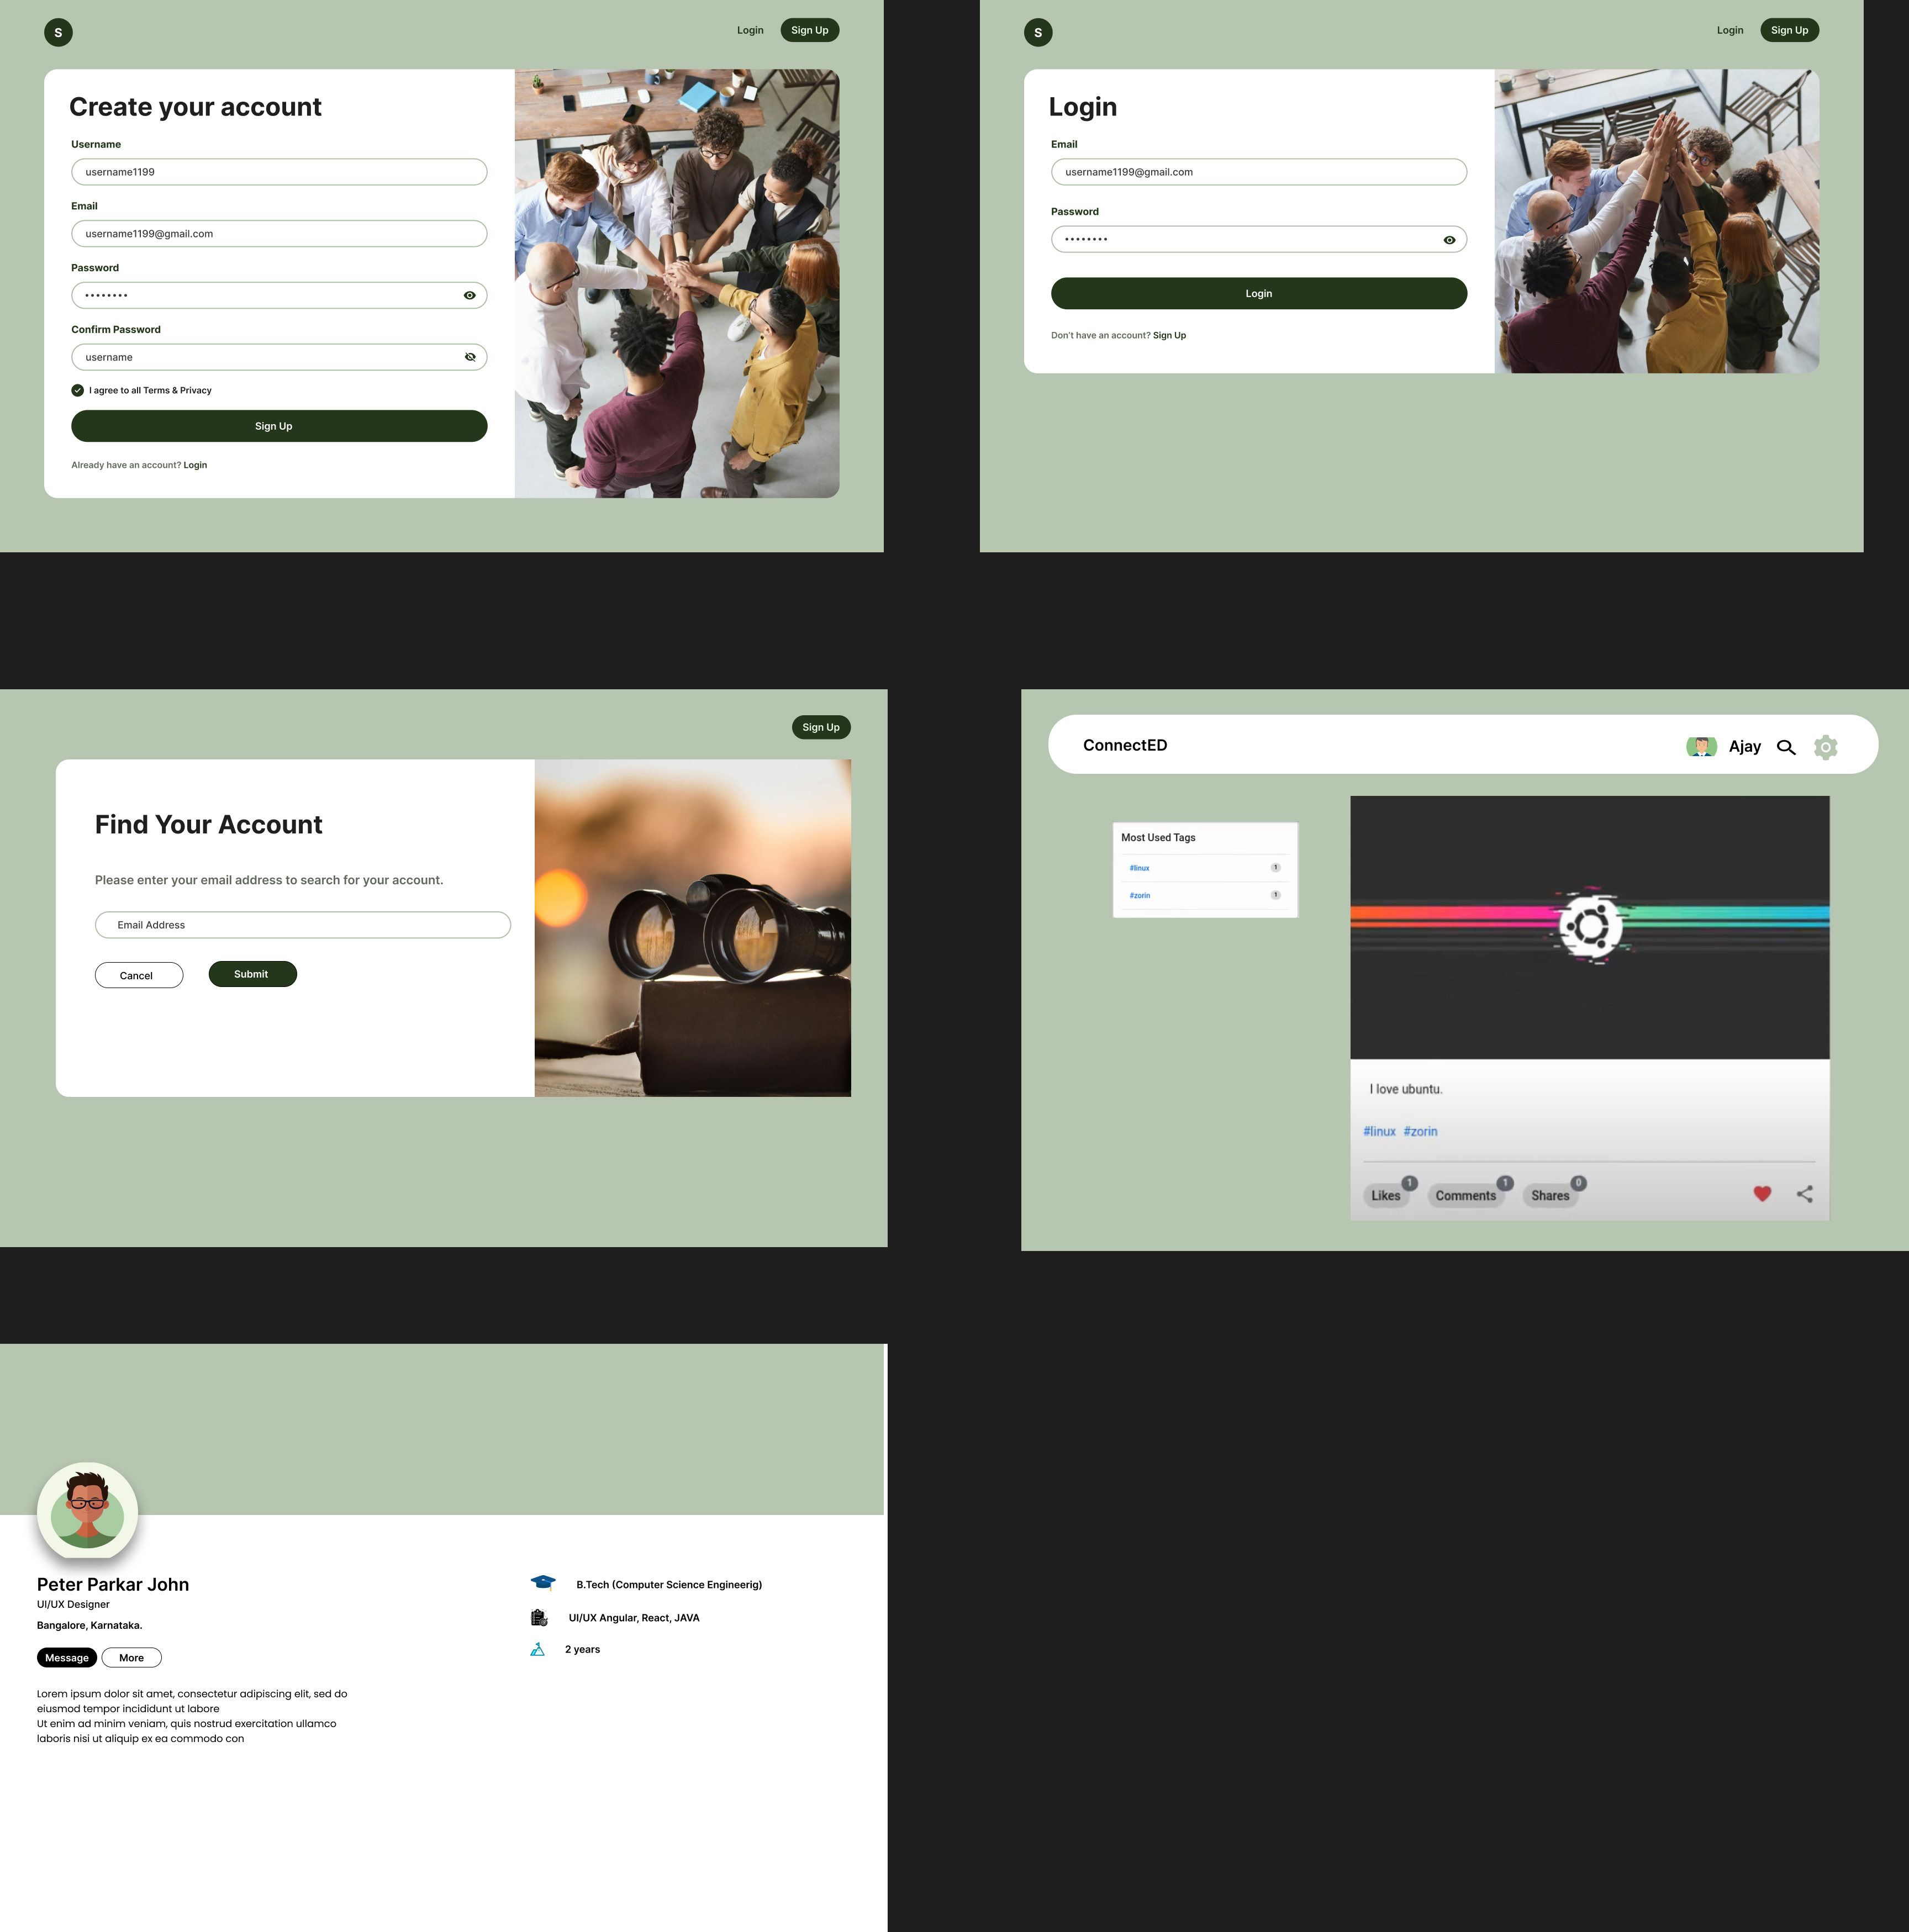 S
Login
Sign Up
Create your account
Username
username1199
Email
username1199@gmail.com
Password
••••••••
Confirm Password
username
I agree to all Terms & Privacy
Sign Up
Already have an account? Login
S
Login
Sign Up
Login
Email
username1199@gmail.com
Password
••••••••
Login
Don't have an account? Sign Up
Sign Up
Find Your Account
Please enter your email address to search for your account.
Email Address
Cancel
Submit
ConnectED
Ajay
Most Used Tags
#linux 1
#zorin 1
I love ubuntu.
#linux #zorin
Likes 1
Comments 1
Shares 0
Peter Parkar John
UI/UX Designer
Bangalore, Karnataka.
Message
More
Lorem ipsum dolor sit amet, consectetur adipiscing elit, sed do
eiusmod tempor incididunt ut labore
Ut enim ad minim veniam, quis nostrud exercitation ullamco
laboris nisi ut aliquip ex ea commodo con
B.Tech (Computer Science Engineerig)
UI/UX Angular, React, JAVA
2 years